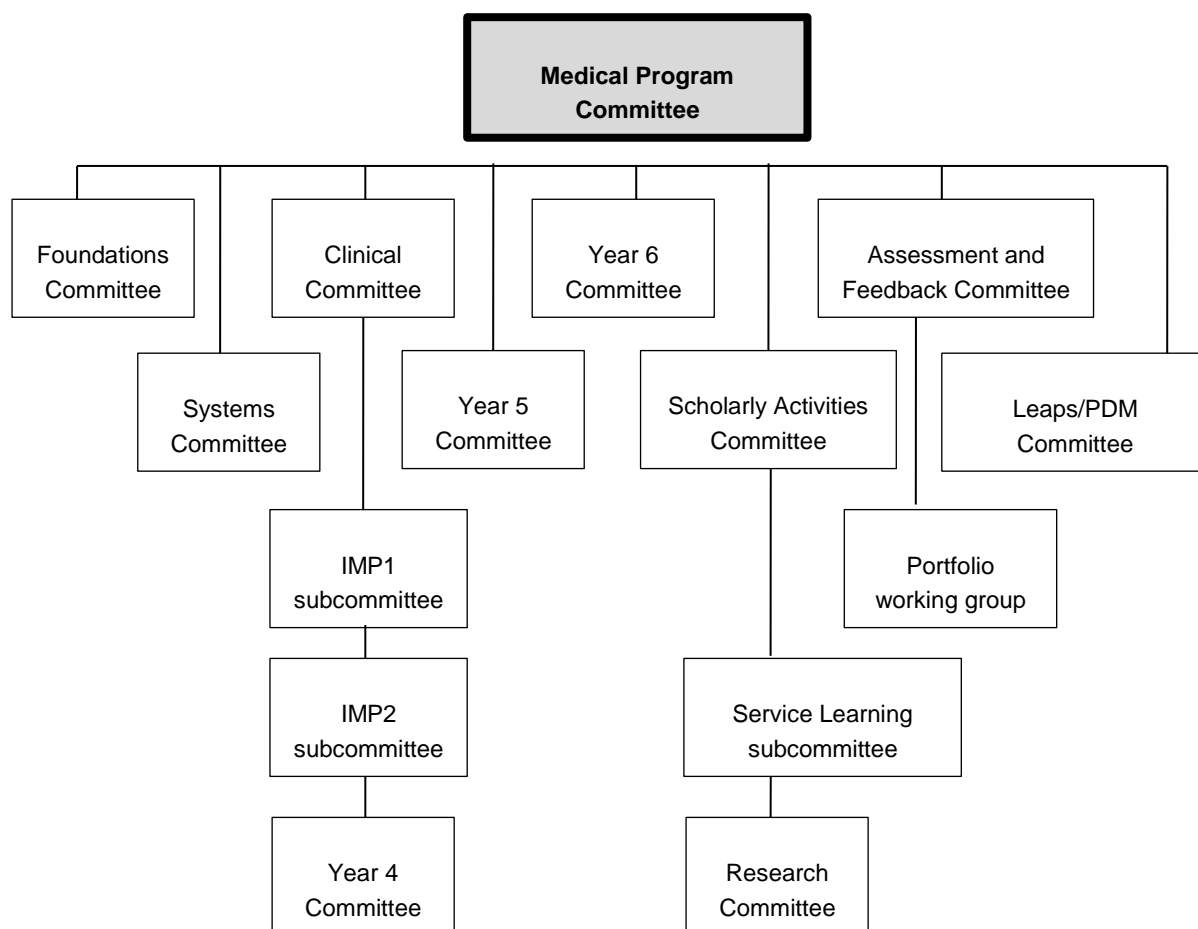 Medical Program
Committee
Foundations
Committee
Clinical
Committee
Year 6
Committee
Assessment and
Feedback Committee
Systems
Committee
Year 5
Committee
Scholarly Activities
Committee
Leaps/PDM
Committee
IMP1
subcommittee
Portfolio
working group
IMP2
subcommittee
Service Learning
subcommittee
Year 4
Committee
Research
Committee